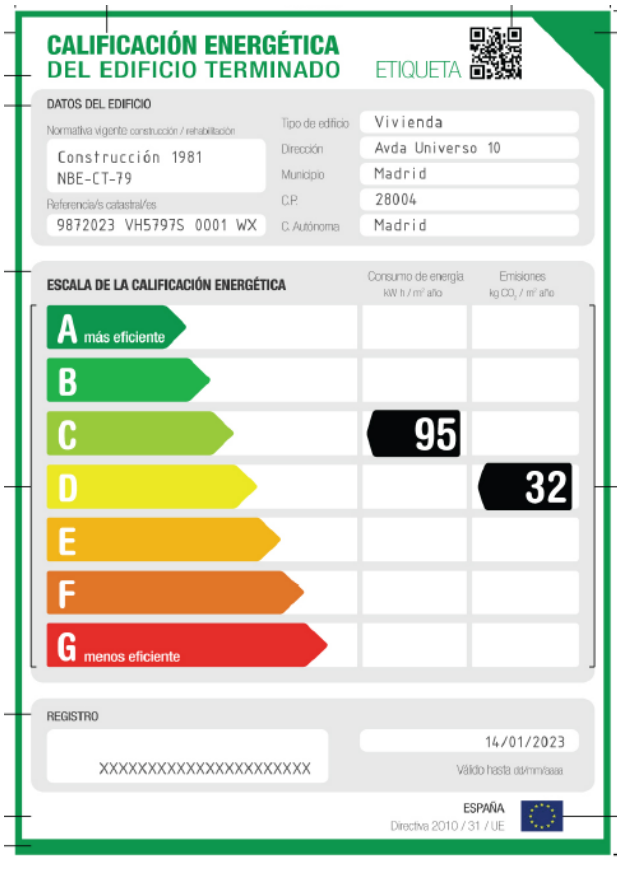 CALIFICACIÓN ENERGÉTICA
DEL EDIFICIO TERMINADO
ETIQUETA
DATOS DEL EDIFICIO
Normativa vigente construcción / rehabilitación
Construcción 1981
NBE-CT-79
Referencia/s catastral/es
9872023 VH5797S 0001 WX
Tipo de edificio Vivienda
Dirección Avda Universo 10
Municipio Madrid
C.P. 28004
C. Autónoma Madrid
ESCALA DE LA CALIFICACIÓN ENERGÉTICA
Consumo de energía
kW h / m² año
Emisiones
kg CO₂ / m² año
A más eficiente
B
C 95
D 32
E
F
G menos eficiente
REGISTRO
XXXXXXXXXXXXXXXXXXXXXX
14/01/2023
Válido hasta dd/mm/aaaa
ESPAÑA
Directiva 2010 / 31 / UE